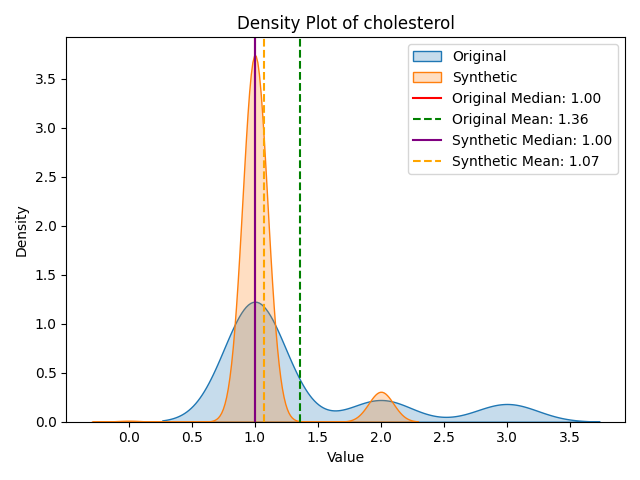 Density Plot of cholesterol
Original
Synthetic
Original Median: 1.00
Original Mean: 1.36
Synthetic Median: 1.00
Synthetic Mean: 1.07
Density
3.5
3.0
2.5
2.0
1.5
1.0
0.5
0.0
0.0 0.5 1.0 1.5 2.0 2.5 3.0 3.5
Value